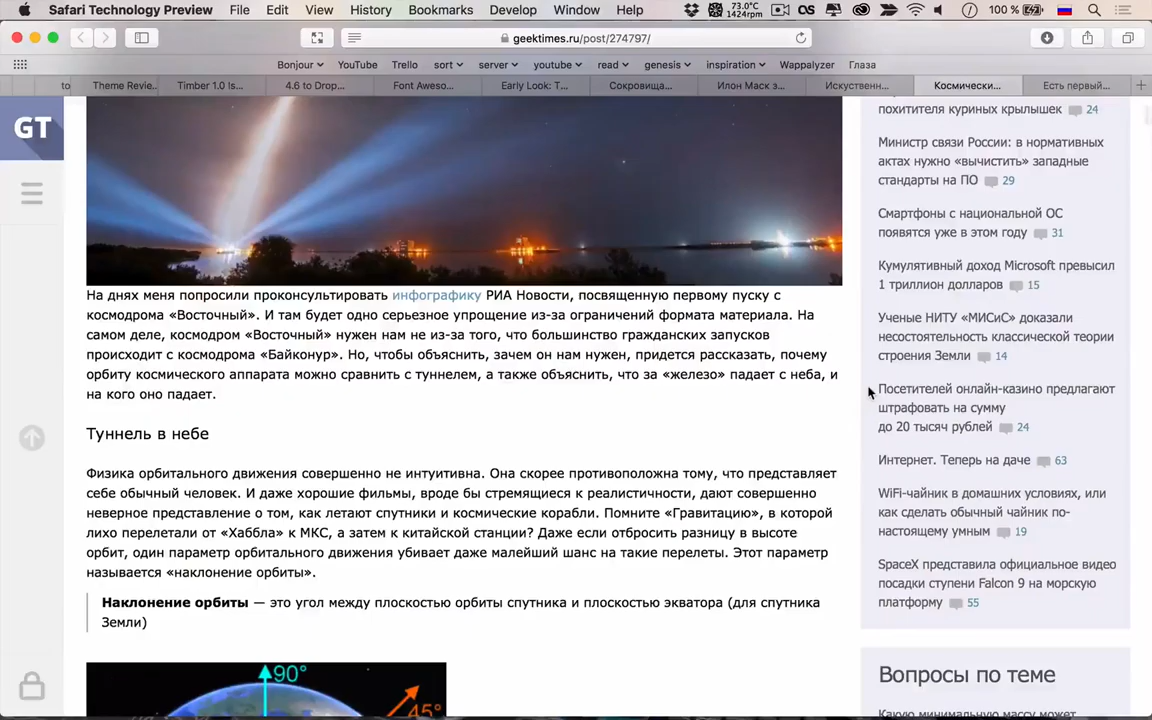 Safari Technology Preview File Edit View History Bookmarks Develop Window Help 73.0°C 1424rpm 100 %
geektimes.ru/post/274797/
Bonjour YouTube Trello sort server youtube read genesis inspiration Wappalyzer Глаза
to Theme Revie... Timber 1.0 Is... 4.6 to Drop... Font Aweso... Early Look: T... Сокровища... Илон Маск з... Искуственн... Космически... Есть первый...
GT
похитителя куриных крылышек 24
Министр связи России: в нормативных
актах нужно «вычистить» западные
стандарты на ПО 29
Смартфоны с национальной ОС
появятся уже в этом году 31
Кумулятивный доход Microsoft превысил
1 триллион долларов 15
Ученые НИТУ «МИСиС» доказали
несостоятельность классической теории
строения Земли 14
Посетителей онлайн-казино предлагают
штрафовать на сумму
до 20 тысяч рублей 24
Интернет. Теперь на даче 63
WiFi-чайник в домашних условиях, или
как сделать обычный чайник по-
настоящему умным 19
SpaceX представила официальное видео
посадки ступени Falcon 9 на морскую
платформу 55
Вопросы по теме
Какую минимальную массу может
На днях меня попросили проконсультировать инфографику РИА Новости, посвященную первому пуску с
космодрома «Восточный». И там будет одно серьезное упрощение из-за ограничений формата материала. На
самом деле, космодром «Восточный» нужен нам не из-за того, что большинство гражданских запусков
происходит с космодрома «Байконур». Но, чтобы объяснить, зачем он нам нужен, придется рассказать, почему
орбиту космического аппарата можно сравнить с туннелем, а также объяснить, что за «железо» падает с неба, и
на кого оно падает.
Туннель в небе
Физика орбитального движения совершенно не интуитивна. Она скорее противоположна тому, что представляет
себе обычный человек. И даже хорошие фильмы, вроде бы стремящиеся к реалистичности, дают совершенно
неверное представление о том, как летают спутники и космические корабли. Помните «Гравитацию», в которой
лихо перелетали от «Хаббла» к МКС, а затем к китайской станции? Даже если отбросить разницу в высоте
орбит, один параметр орбитального движения убивает даже малейший шанс на такие перелеты. Этот параметр
называется «наклонение орбиты».
Наклонение орбиты — это угол между плоскостью орбиты спутника и плоскостью экватора (для спутника
Земли)
90°
45°